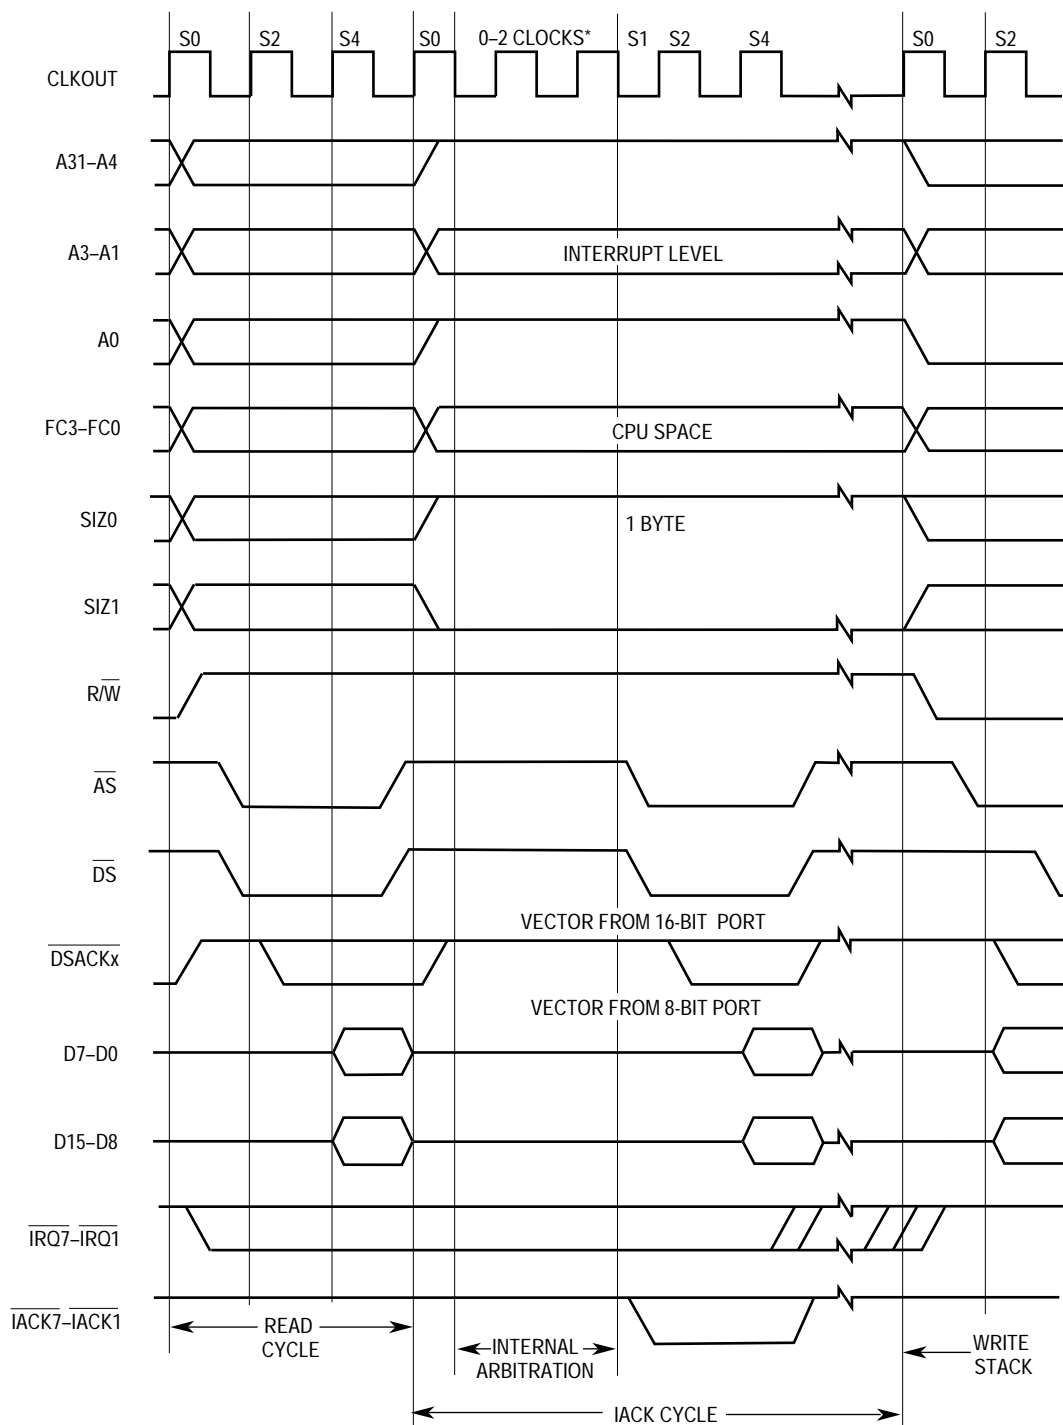 S0 S2 S4 S0 0–2 CLOCKS* S1 S2 S4 S0 S2
CLKOUT
A31–A4
A3–A1 INTERRUPT LEVEL
A0
FC3–FC0 CPU SPACE
SIZ0 1 BYTE
SIZ1
R/W
AS
DS
VECTOR FROM 16-BIT PORT
DSACKx
VECTOR FROM 8-BIT PORT
D7–D0
D15–D8
IRQ7–IRQ1
IACK7–IACK1
READ
CYCLE
INTERNAL
ARBITRATION
WRITE
STACK
IACK CYCLE